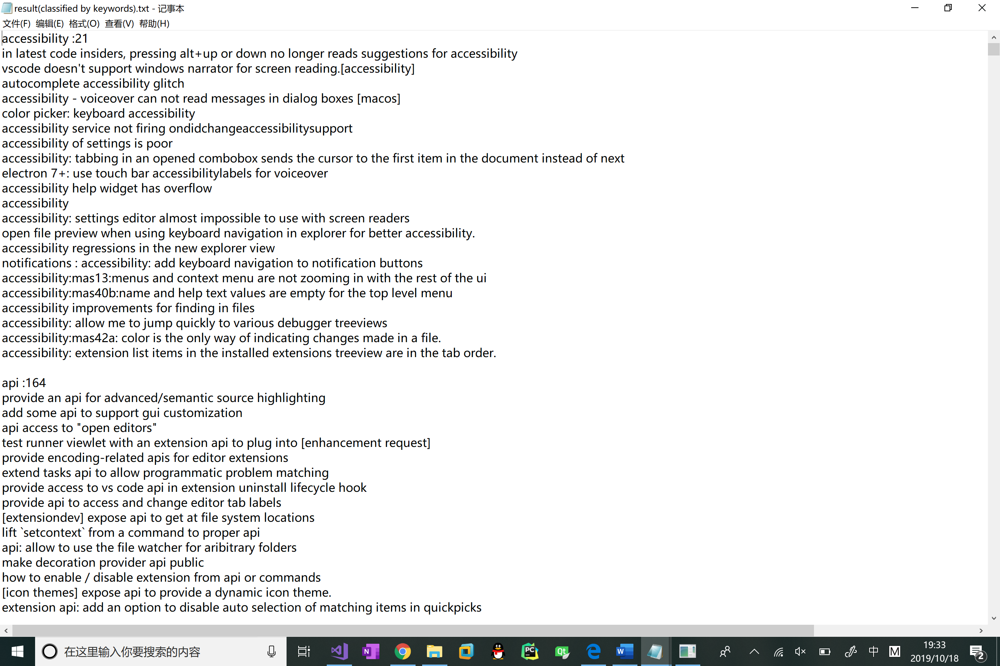 result(classified by keywords).txt - 记事本
文件(F) 编辑(E) 格式(O) 查看(V) 帮助(H)
accessibility :21
in latest code insiders, pressing alt+up or down no longer reads suggestions for accessibility
vscode doesn't support windows narrator for screen reading.[accessibility]
autocomplete accessibility glitch
accessibility - voiceover can not read messages in dialog boxes [macos]
color picker: keyboard accessibility
accessibility service not firing ondidchangeaccessibilitysupport
accessibility of settings is poor
accessibility: tabbing in an opened combobox sends the cursor to the first item in the document instead of next
electron 7+: use touch bar accessibilitylabels for voiceover
accessibility help widget has overflow
accessibility
accessibility: settings editor almost impossible to use with screen readers
open file preview when using keyboard navigation in explorer for better accessibility.
accessibility regressions in the new explorer view
notifications : accessibility: add keyboard navigation to notification buttons
accessibility:mas13:menus and context menu are not zooming in with the rest of the ui
accessibility:mas40b:name and help text values are empty for the top level menu
accessibility improvements for finding in files
accessibility: allow me to jump quickly to various debugger treeviews
accessibility:mas42a: color is the only way of indicating changes made in a file.
accessibility: extension list items in the installed extensions treeview are in the tab order.
api :164
provide an api for advanced/semantic source highlighting
add some api to support gui customization
api access to "open editors"
test runner viewlet with an extension api to plug into [enhancement request]
provide encoding-related apis for editor extensions
extend tasks api to allow programmatic problem matching
provide access to vs code api in extension uninstall lifecycle hook
provide api to access and change editor tab labels
[extensiondev] expose api to get at file system locations
lift `setcontext` from a command to proper api
api: allow to use the file watcher for aribitrary folders
make decoration provider api public
how to enable / disable extension from api or commands
[icon themes] expose api to provide a dynamic icon theme.
extension api: add an option to disable auto selection of matching items in quickpicks
在这里输入你要搜索的内容
N
PC
Qt
W
中
M
19:33
2019/10/18
2